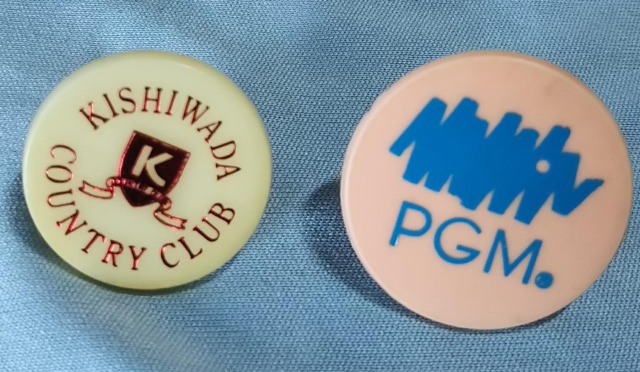 KISHIWADA
K
COUNTRY CLUB
PGM.